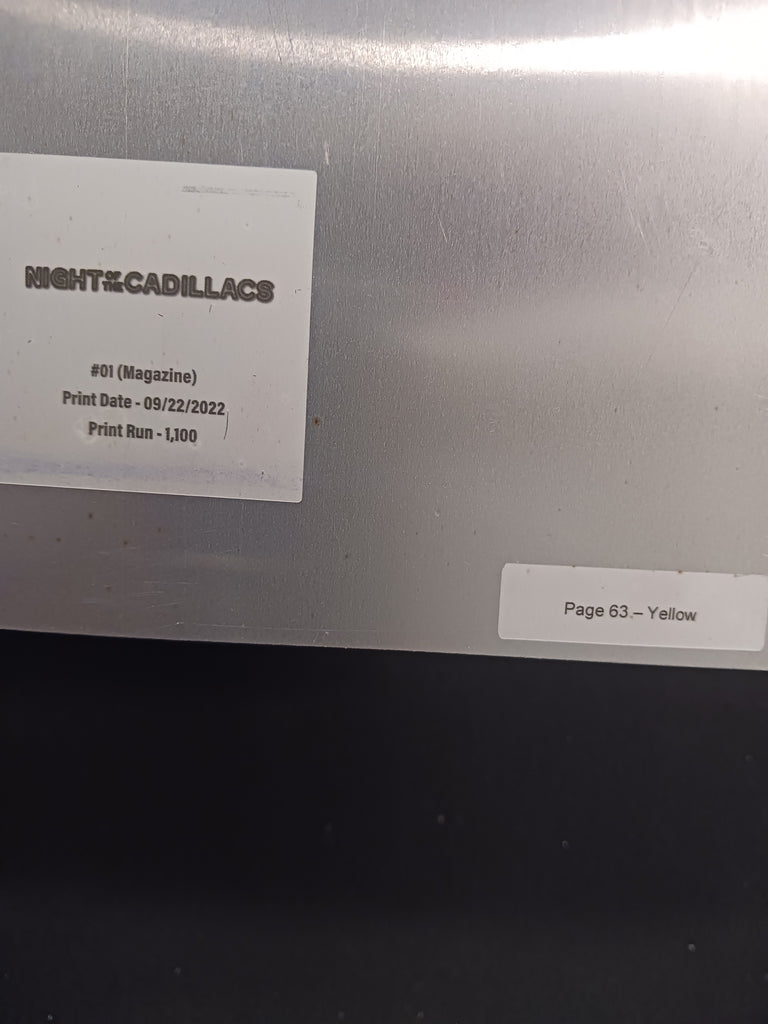 NIGHT OF THE CADILLACS
#01 (Magazine)
Print Date - 09/22/2022
Print Run - 1,100
Page 63 – Yellow